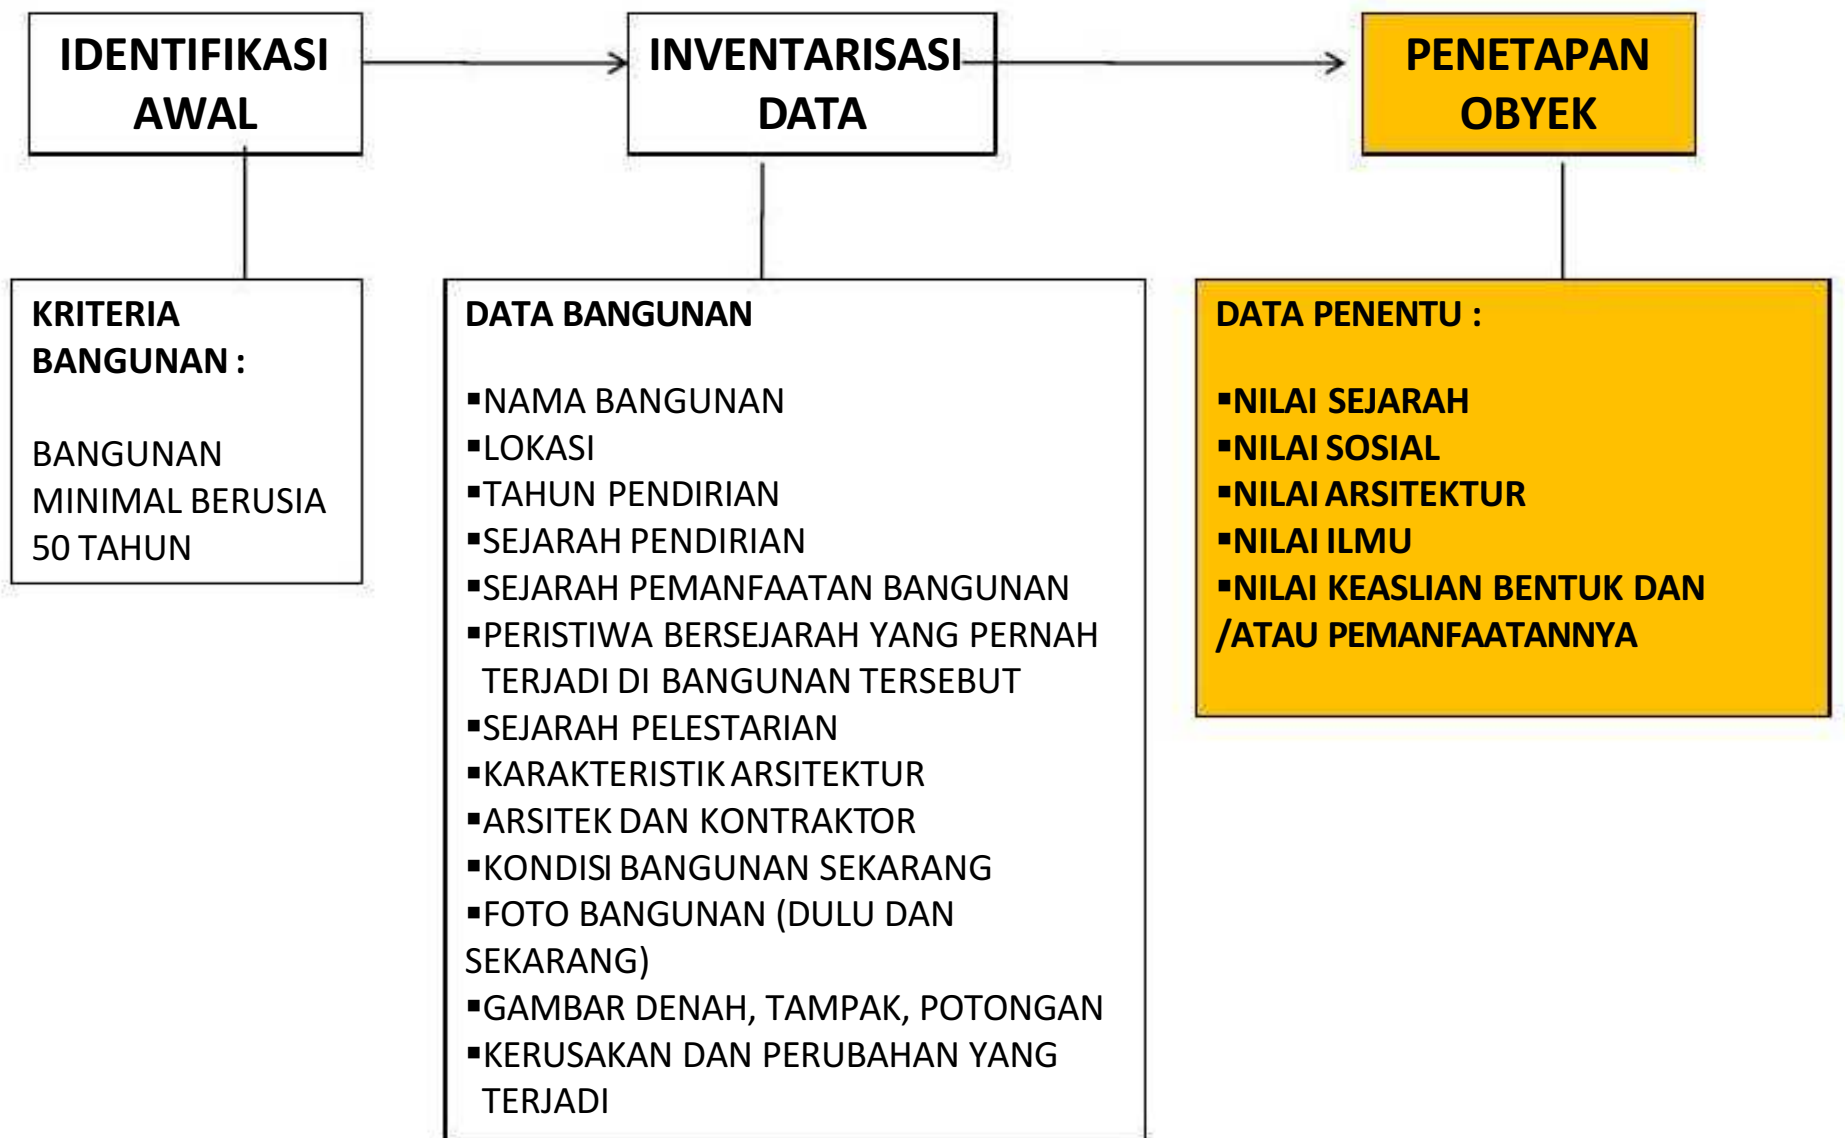 IDENTIFIKASI
AWAL
INVENTARISASI
DATA
PENETAPAN
OBYEK
KRITERIA
BANGUNAN :
BANGUNAN
MINIMAL BERUSIA
50 TAHUN
DATA BANGUNAN
▪NAMA BANGUNAN
▪LOKASI
▪TAHUN PENDIRIAN
▪SEJARAH PENDIRIAN
▪SEJARAH PEMANFAATAN BANGUNAN
▪PERISTIWA BERSEJARAH YANG PERNAH
TERJADI DI BANGUNAN TERSEBUT
▪SEJARAH PELESTARIAN
▪KARAKTERISTIK ARSITEKTUR
▪ARSITEK DAN KONTRAKTOR
▪KONDISI BANGUNAN SEKARANG
▪FOTO BANGUNAN (DULU DAN
SEKARANG)
▪GAMBAR DENAH, TAMPAK, POTONGAN
▪KERUSAKAN DAN PERUBAHAN YANG
TERJADI
DATA PENENTU :
▪NILAI SEJARAH
▪NILAI SOSIAL
▪NILAI ARSITEKTUR
▪NILAI ILMU
▪NILAI KEASLIAN BENTUK DAN
/ATAU PEMANFAATANNYA